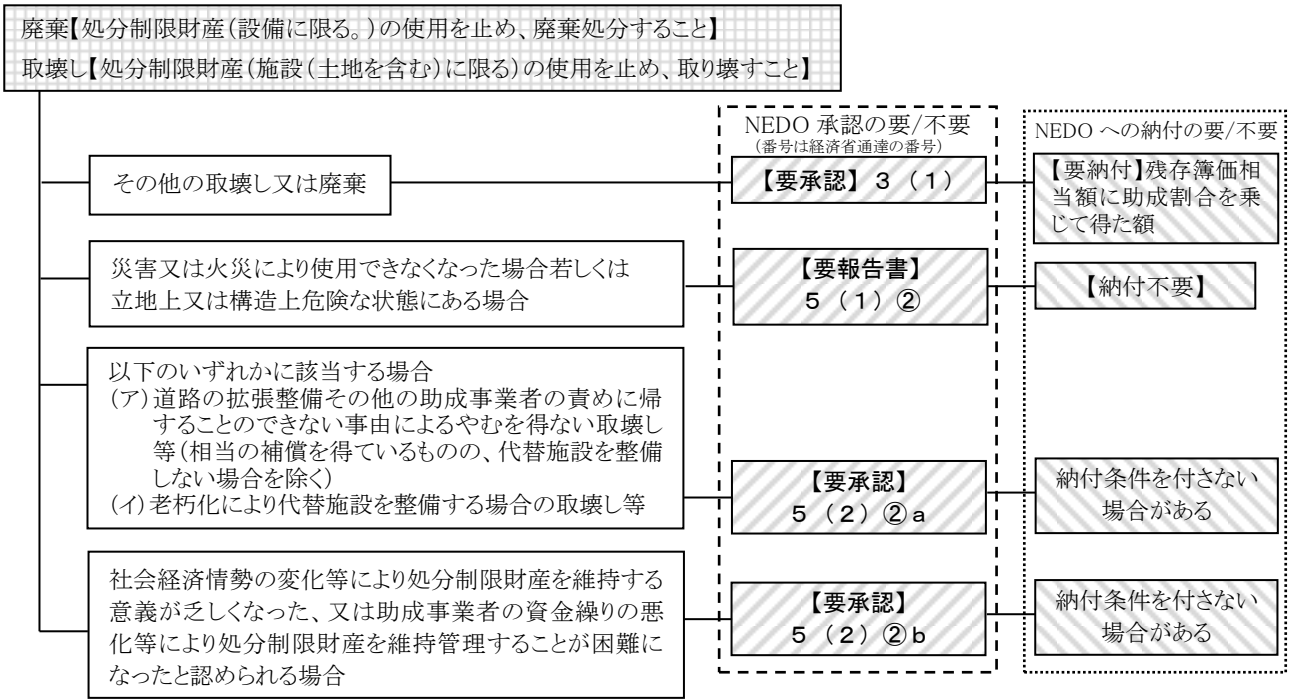 廃棄【処分制限財産(設備に限る。)の使用を止め、廃棄処分すること】
取壊し【処分制限財産(施設(土地を含む)に限る)の使用を止め、取り壊すこと】
NEDO 承認の要/不要
(番号は経済省通達の番号)
NEDO への納付の要/不要
その他の取壊し又は廃棄
【要承認】 3 (1)
【要納付】残存簿価相
当額に助成割合を乗
じて得た額
災害又は火災により使用できなくなった場合若しくは
立地上又は構造上危険な状態にある場合
【要報告書】
5 (1) ②
【納付不要】
以下のいずれかに該当する場合
(ア)道路の拡張整備その他の助成事業者の責めに帰
することのできない事由によるやむを得ない取壊し
等(相当の補償を得ているものの、代替施設を整備
しない場合を除く)
(イ)老朽化により代替施設を整備する場合の取壊し等
【要承認】
5 (2) ② a
納付条件を付さない
場合がある
社会経済情勢の変化等により処分制限財産を維持する
意義が乏しくなった、又は助成事業者の資金繰りの悪
化等により処分制限財産を維持管理することが困難に
なったと認められる場合
【要承認】
5 (2) ② b
納付条件を付さない
場合がある